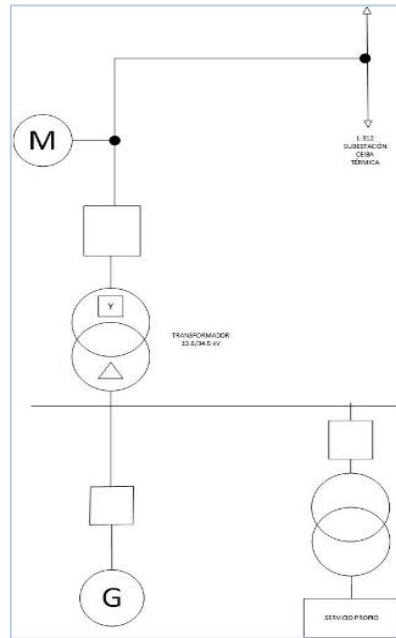 M
L-312
SUBESTACIÓN
CEIBA
TÉRMICA
Y
TRANSFORMADOR
13.8/34.5 kV
G
SERVICIO PROPIO